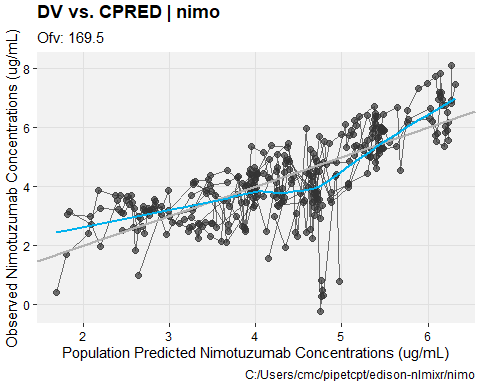 DV vs. CPRED | nimo
Ofv: 169.5
Observed Nimotuzumab Concentrations (ug/mL)
8
6
4
2
0
2 3 4 5 6
Population Predicted Nimotuzumab Concentrations (ug/mL)
C:/Users/cmc/pipetcpt/edison-nlmixr/nimo